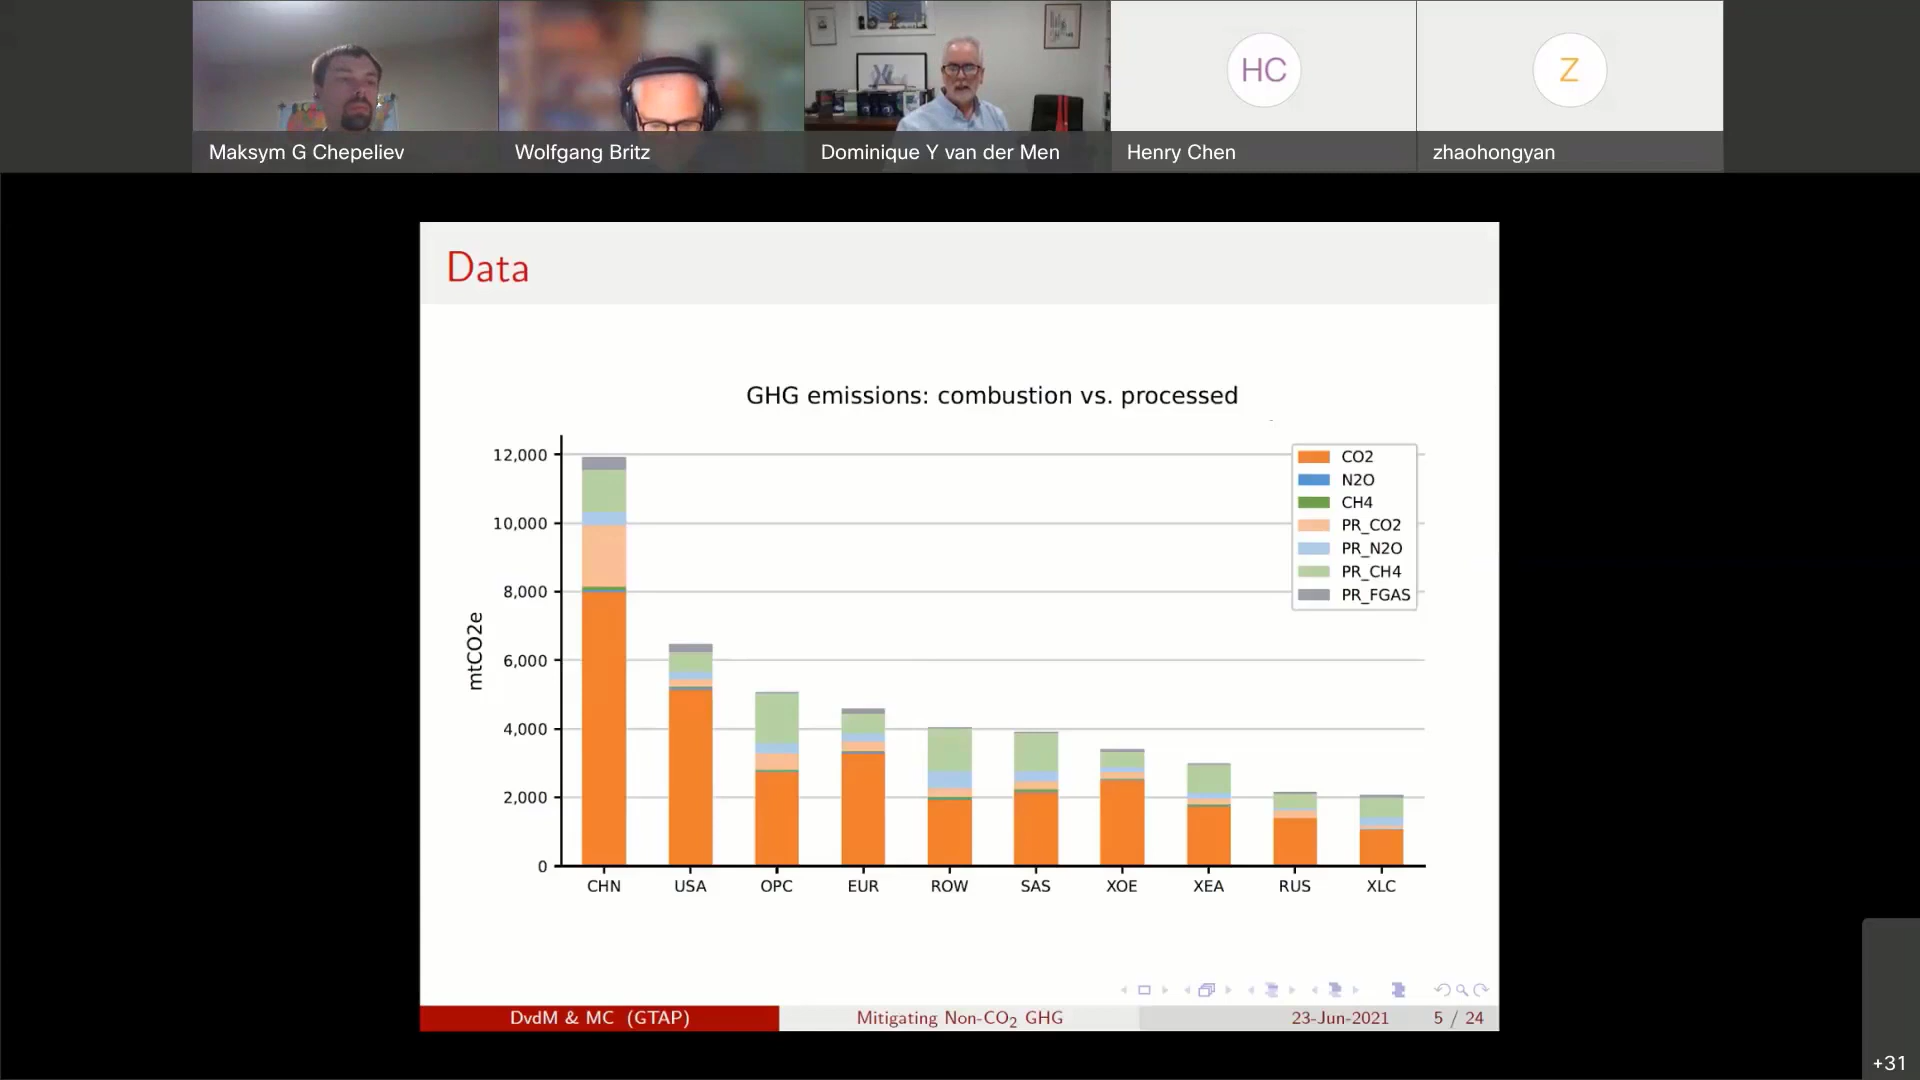 Maksym G Chepeliev
Wolfgang Britz
Dominique Y van der Men
HC
Henry Chen
Z
zhaohongyan
Data
GHG emissions: combustion vs. processed
mtCO2e
12,000
10,000
8,000
6,000
4,000
2,000
0
CO2
N2O
CH4
PR_CO2
PR_N2O
PR_CH4
PR_FGAS
CHN USA OPC EUR ROW SAS XOE XEA RUS XLC
DvdM & MC (GTAP) Mitigating Non-CO₂ GHG 23-Jun-2021 5 / 24
+31